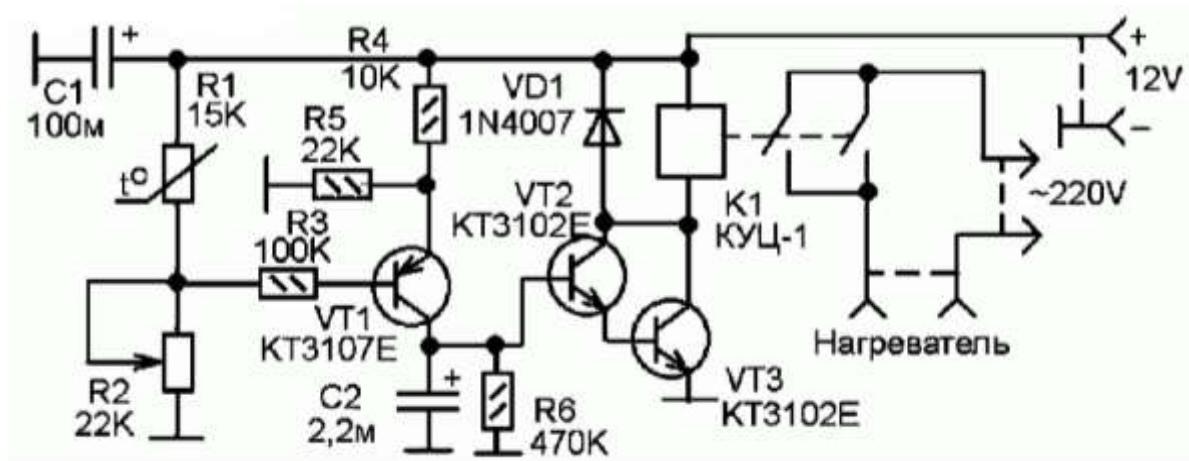 C1
100м
+
R1
15K
t°
R4
10K
R5
22K
R3
100K
VT1
KT3107E
R2
22K
C2
2,2м
+
R6
470K
VD1
1N4007
VT2
KT3102E
VT3
KT3102E
K1
КУЦ-1
+
12V
−
~220V
Нагреватель